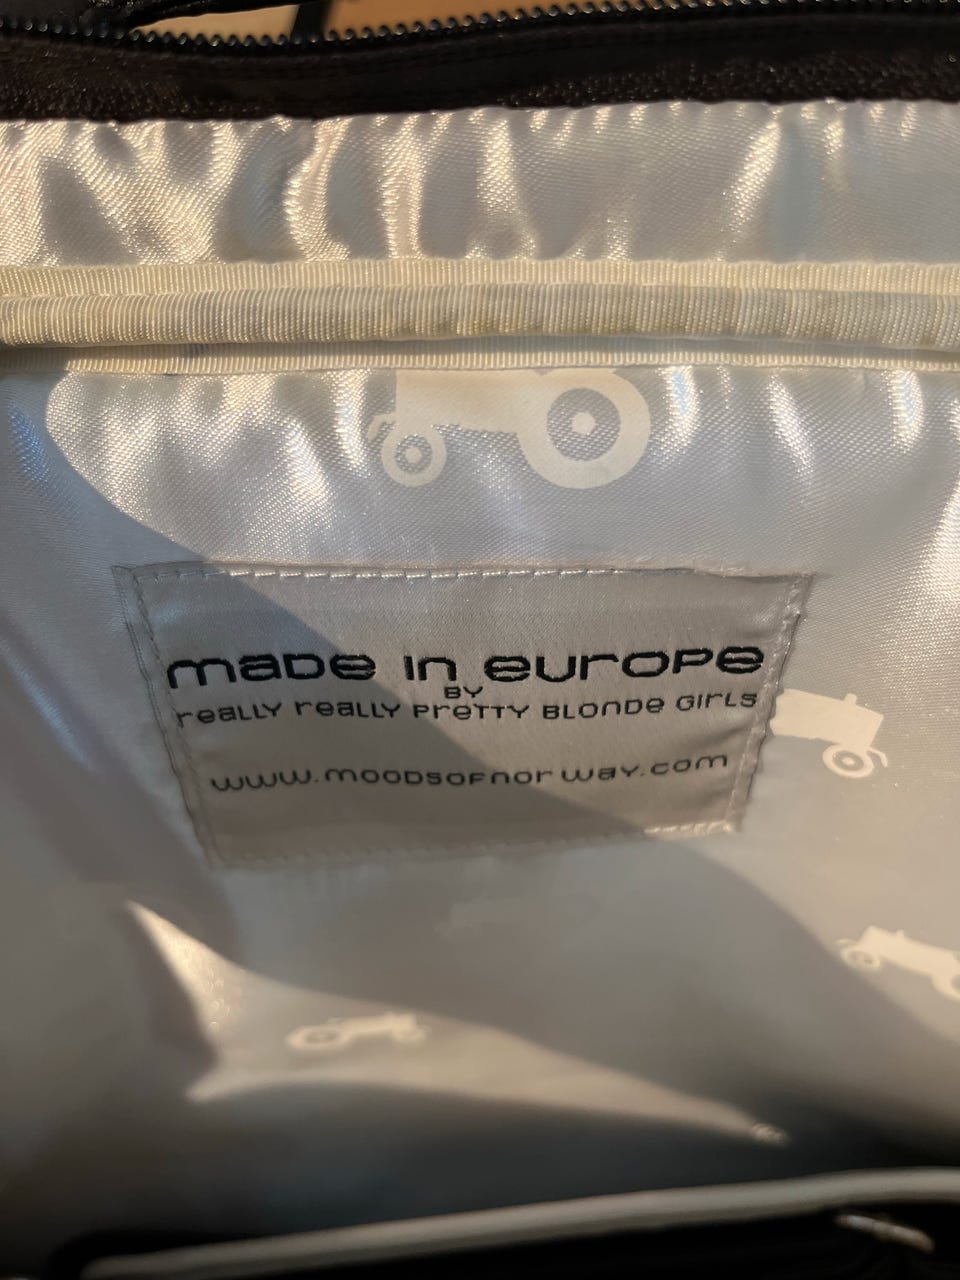 made in europe
BY
really really pretty blonde girls
www.moodsofnorway.com